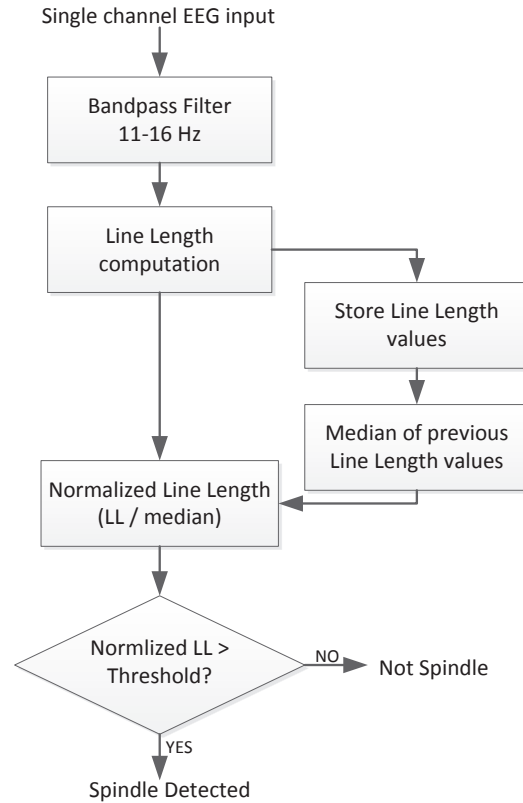 Single channel EEG input
Bandpass Filter
11-16 Hz
Line Length
computation
Store Line Length
values
Median of previous
Line Length values
Normalized Line Length
(LL / median)
Normlized LL >
Threshold?
NO
Not Spindle
YES
Spindle Detected